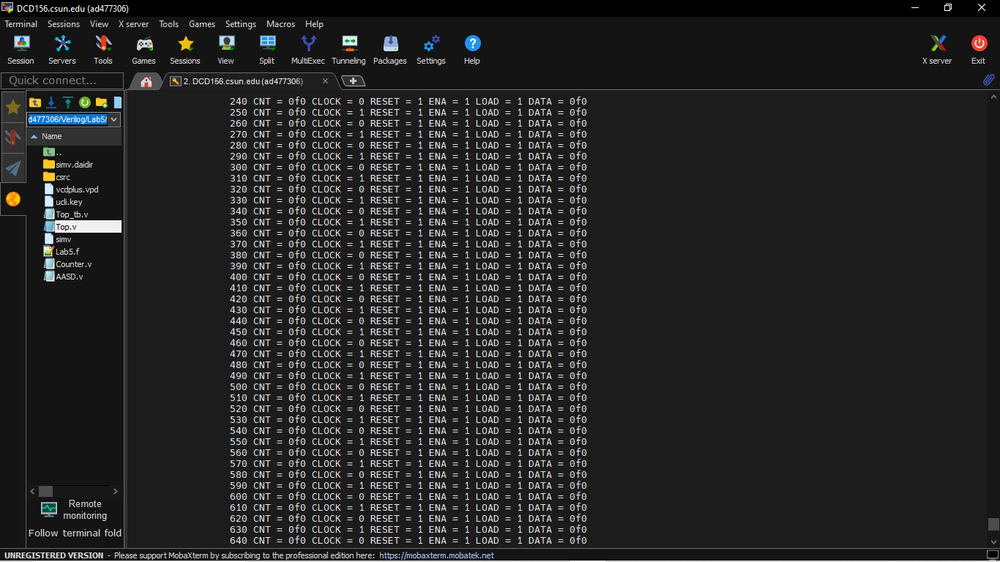 DCD156.csun.edu (ad477306)
Terminal Sessions View X server Tools Games Settings Macros Help
Session Servers Tools Games Sessions View Split MultiExec Tunneling Packages Settings Help X server Exit
Quick connect...
2. DCD156.csun.edu (ad477306)
d477306/Verilog/Lab5/
Name
..
simv.daidir
csrc
vcdplus.vpd
ucli.key
Top_tb.v
Top.v
simv
Lab5.f
Counter.v
AASD.v
Remote
monitoring
Follow terminal fold
240 CNT = 0f0 CLOCK = 0 RESET = 1 ENA = 1 LOAD = 1 DATA = 0f0
250 CNT = 0f0 CLOCK = 1 RESET = 1 ENA = 1 LOAD = 1 DATA = 0f0
260 CNT = 0f0 CLOCK = 0 RESET = 1 ENA = 1 LOAD = 1 DATA = 0f0
270 CNT = 0f0 CLOCK = 1 RESET = 1 ENA = 1 LOAD = 1 DATA = 0f0
280 CNT = 0f0 CLOCK = 0 RESET = 1 ENA = 1 LOAD = 1 DATA = 0f0
290 CNT = 0f0 CLOCK = 1 RESET = 1 ENA = 1 LOAD = 1 DATA = 0f0
300 CNT = 0f0 CLOCK = 0 RESET = 1 ENA = 1 LOAD = 1 DATA = 0f0
310 CNT = 0f0 CLOCK = 1 RESET = 1 ENA = 1 LOAD = 1 DATA = 0f0
320 CNT = 0f0 CLOCK = 0 RESET = 1 ENA = 1 LOAD = 1 DATA = 0f0
330 CNT = 0f0 CLOCK = 1 RESET = 1 ENA = 1 LOAD = 1 DATA = 0f0
340 CNT = 0f0 CLOCK = 0 RESET = 1 ENA = 1 LOAD = 1 DATA = 0f0
350 CNT = 0f0 CLOCK = 1 RESET = 1 ENA = 1 LOAD = 1 DATA = 0f0
360 CNT = 0f0 CLOCK = 0 RESET = 1 ENA = 1 LOAD = 1 DATA = 0f0
370 CNT = 0f0 CLOCK = 1 RESET = 1 ENA = 1 LOAD = 1 DATA = 0f0
380 CNT = 0f0 CLOCK = 0 RESET = 1 ENA = 1 LOAD = 1 DATA = 0f0
390 CNT = 0f0 CLOCK = 1 RESET = 1 ENA = 1 LOAD = 1 DATA = 0f0
400 CNT = 0f0 CLOCK = 0 RESET = 1 ENA = 1 LOAD = 1 DATA = 0f0
410 CNT = 0f0 CLOCK = 1 RESET = 1 ENA = 1 LOAD = 1 DATA = 0f0
420 CNT = 0f0 CLOCK = 0 RESET = 1 ENA = 1 LOAD = 1 DATA = 0f0
430 CNT = 0f0 CLOCK = 1 RESET = 1 ENA = 1 LOAD = 1 DATA = 0f0
440 CNT = 0f0 CLOCK = 0 RESET = 1 ENA = 1 LOAD = 1 DATA = 0f0
450 CNT = 0f0 CLOCK = 1 RESET = 1 ENA = 1 LOAD = 1 DATA = 0f0
460 CNT = 0f0 CLOCK = 0 RESET = 1 ENA = 1 LOAD = 1 DATA = 0f0
470 CNT = 0f0 CLOCK = 1 RESET = 1 ENA = 1 LOAD = 1 DATA = 0f0
480 CNT = 0f0 CLOCK = 0 RESET = 1 ENA = 1 LOAD = 1 DATA = 0f0
490 CNT = 0f0 CLOCK = 1 RESET = 1 ENA = 1 LOAD = 1 DATA = 0f0
500 CNT = 0f0 CLOCK = 0 RESET = 1 ENA = 1 LOAD = 1 DATA = 0f0
510 CNT = 0f0 CLOCK = 1 RESET = 1 ENA = 1 LOAD = 1 DATA = 0f0
520 CNT = 0f0 CLOCK = 0 RESET = 1 ENA = 1 LOAD = 1 DATA = 0f0
530 CNT = 0f0 CLOCK = 1 RESET = 1 ENA = 1 LOAD = 1 DATA = 0f0
540 CNT = 0f0 CLOCK = 0 RESET = 1 ENA = 1 LOAD = 1 DATA = 0f0
550 CNT = 0f0 CLOCK = 1 RESET = 1 ENA = 1 LOAD = 1 DATA = 0f0
560 CNT = 0f0 CLOCK = 0 RESET = 1 ENA = 1 LOAD = 1 DATA = 0f0
570 CNT = 0f0 CLOCK = 1 RESET = 1 ENA = 1 LOAD = 1 DATA = 0f0
580 CNT = 0f0 CLOCK = 0 RESET = 1 ENA = 1 LOAD = 1 DATA = 0f0
590 CNT = 0f0 CLOCK = 1 RESET = 1 ENA = 1 LOAD = 1 DATA = 0f0
600 CNT = 0f0 CLOCK = 0 RESET = 1 ENA = 1 LOAD = 1 DATA = 0f0
610 CNT = 0f0 CLOCK = 1 RESET = 1 ENA = 1 LOAD = 1 DATA = 0f0
620 CNT = 0f0 CLOCK = 0 RESET = 1 ENA = 1 LOAD = 1 DATA = 0f0
630 CNT = 0f0 CLOCK = 1 RESET = 1 ENA = 1 LOAD = 1 DATA = 0f0
640 CNT = 0f0 CLOCK = 0 RESET = 1 ENA = 1 LOAD = 1 DATA = 0f0
UNREGISTERED VERSION - Please support MobaXterm by subscribing to the professional edition here: https://mobaxterm.mobatek.net